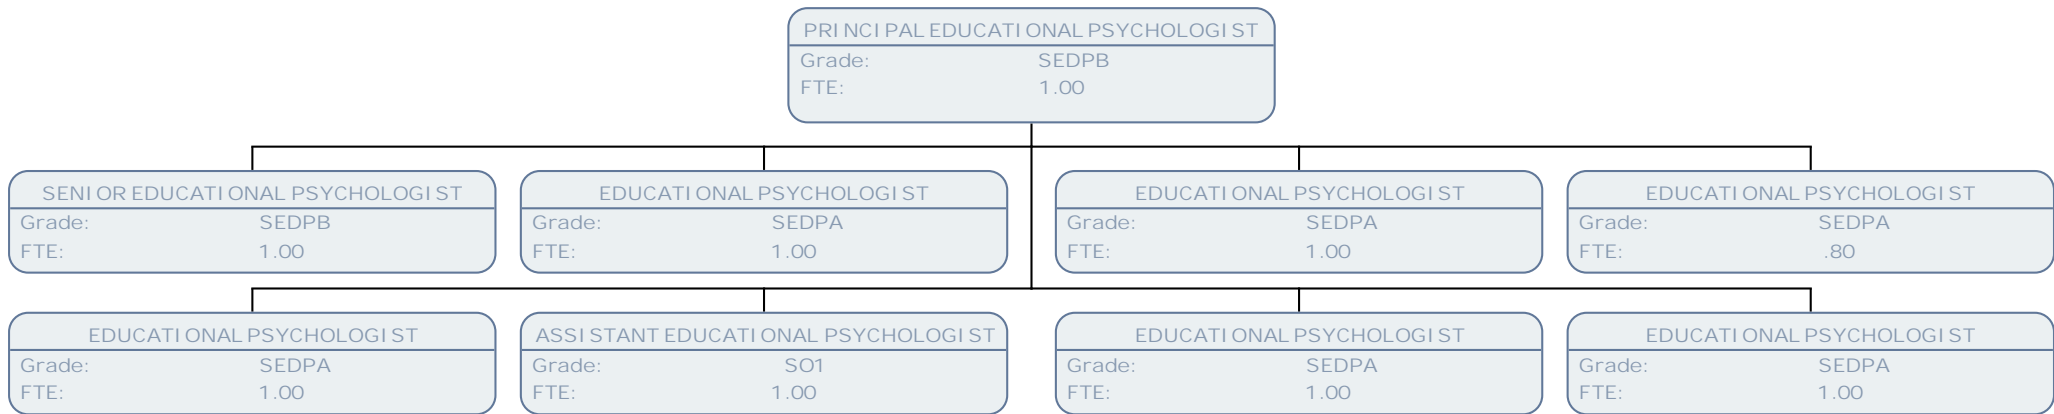 PRINCIPAL EDUCATIONAL PSYCHOLOGIST
Grade: SEDPB
FTE: 1.00
SENIOR EDUCATIONAL PSYCHOLOGIST
Grade: SEDPB
FTE: 1.00
EDUCATIONAL PSYCHOLOGIST
Grade: SEDPA
FTE: 1.00
EDUCATIONAL PSYCHOLOGIST
Grade: SEDPA
FTE: 1.00
EDUCATIONAL PSYCHOLOGIST
Grade: SEDPA
FTE: .80
EDUCATIONAL PSYCHOLOGIST
Grade: SEDPA
FTE: 1.00
ASSISTANT EDUCATIONAL PSYCHOLOGIST
Grade: SO1
FTE: 1.00
EDUCATIONAL PSYCHOLOGIST
Grade: SEDPA
FTE: 1.00
EDUCATIONAL PSYCHOLOGIST
Grade: SEDPA
FTE: 1.00